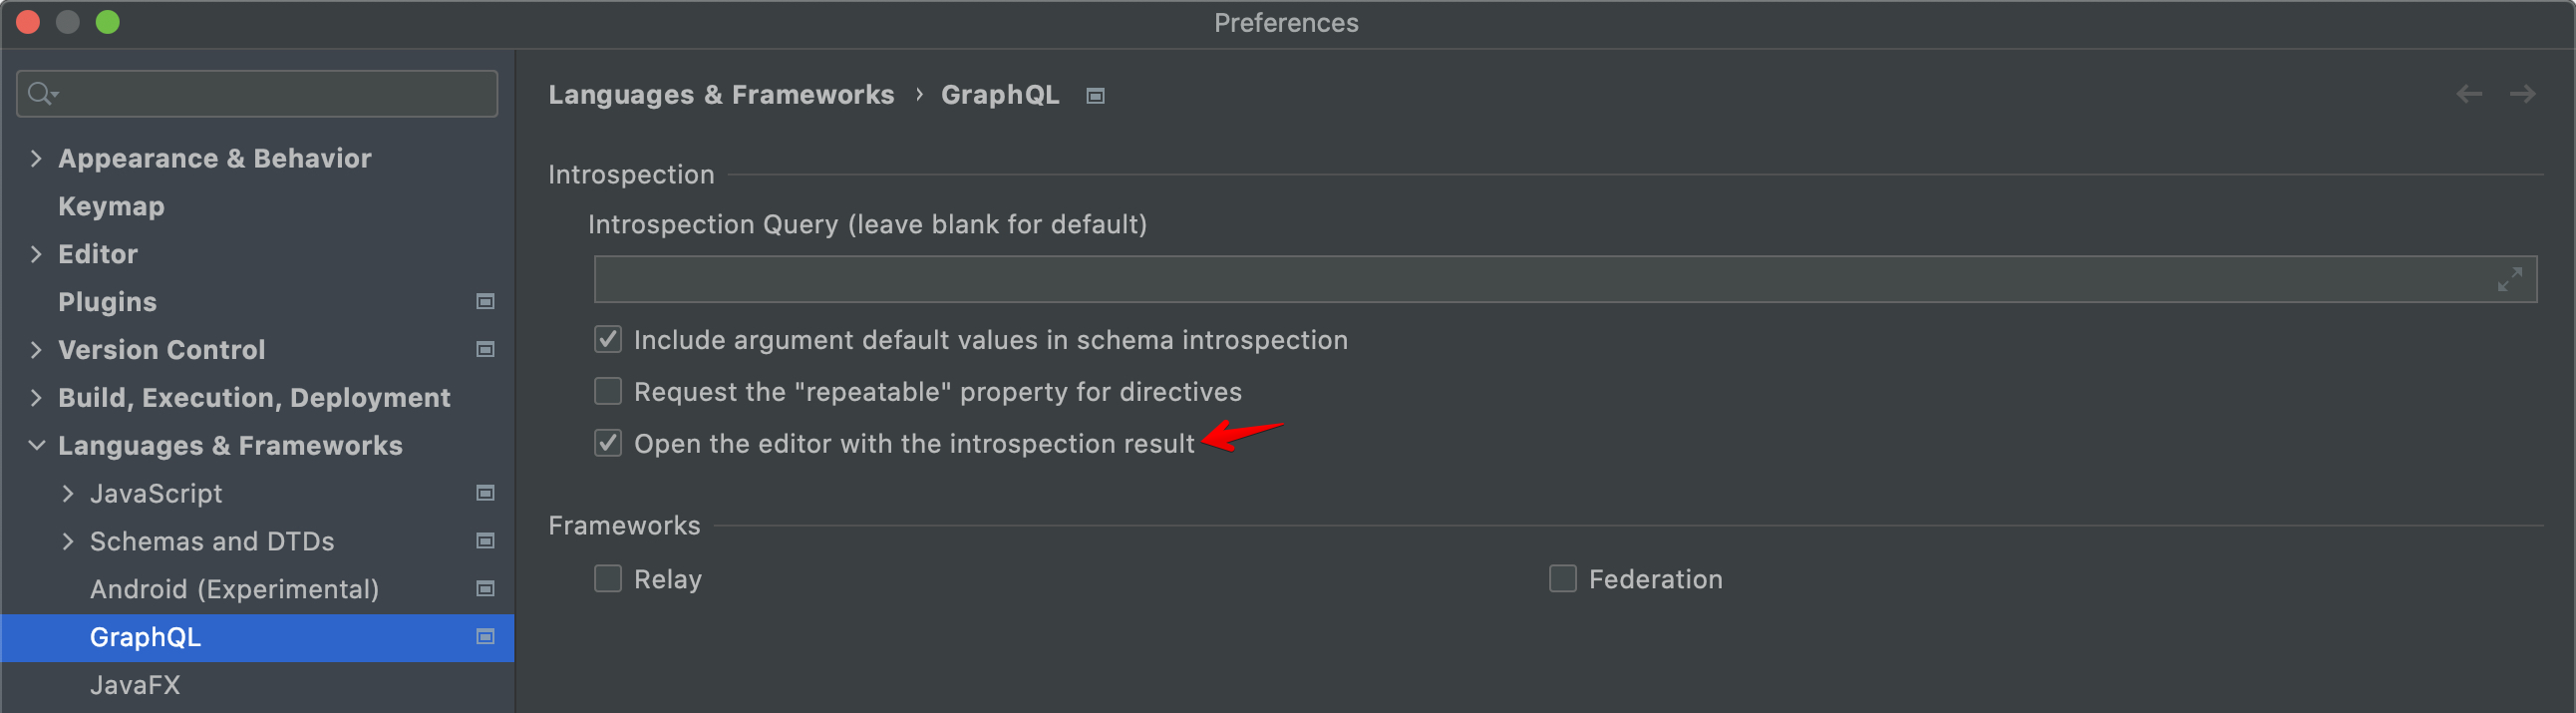 Preferences
Appearance & Behavior
Keymap
Editor
Plugins
Version Control
Build, Execution, Deployment
Languages & Frameworks
JavaScript
Schemas and DTDs
Android (Experimental)
GraphQL
JavaFX
Languages & Frameworks › GraphQL
Introspection
Introspection Query (leave blank for default)
Include argument default values in schema introspection
Request the "repeatable" property for directives
Open the editor with the introspection result
Frameworks
Relay
Federation